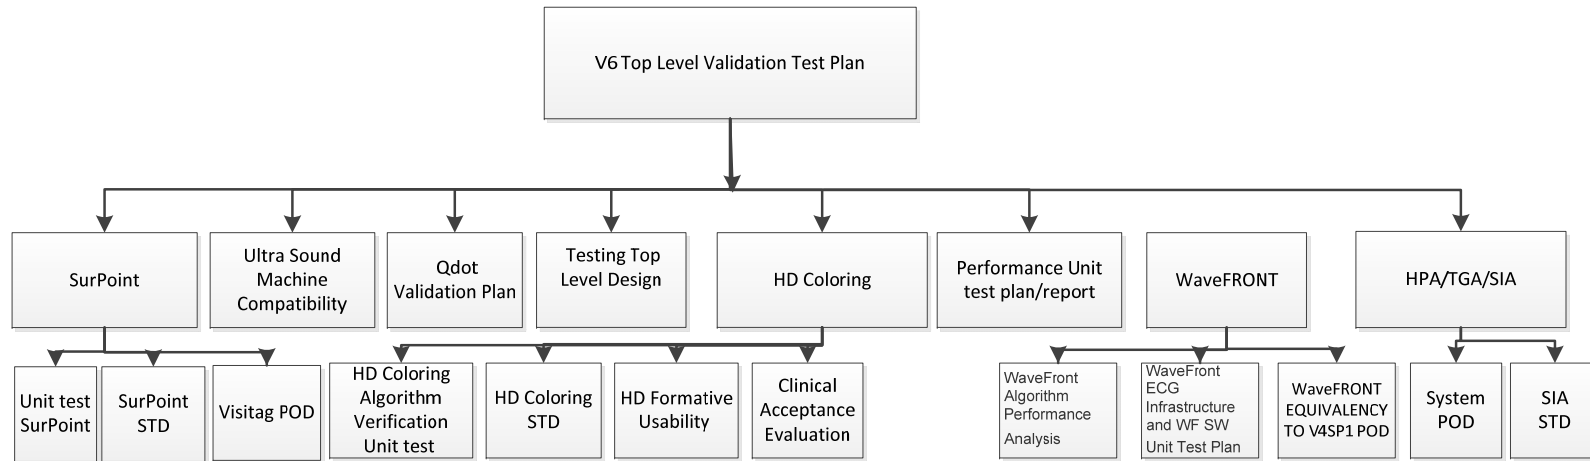 V6 Top Level Validation Test Plan
SurPoint
Ultra Sound
Machine
Compatibility
Qdot
Validation Plan
Testing Top
Level Design
HD Coloring
Performance Unit
test plan/report
WaveFRONT
HPA/TGA/SIA
Unit test
SurPoint
SurPoint
STD
Visitag POD
HD Coloring
Algorithm
Verification
Unit test
HD Coloring
STD
HD Formative
Usability
Clinical
Acceptance
Evaluation
WaveFront
Algorithm
Performance
Analysis
WaveFront
ECG
Infrastructure
and WF SW
Unit Test Plan
WaveFRONT
EQUIVALENCY
TO V4SP1 POD
System
POD
SIA
STD